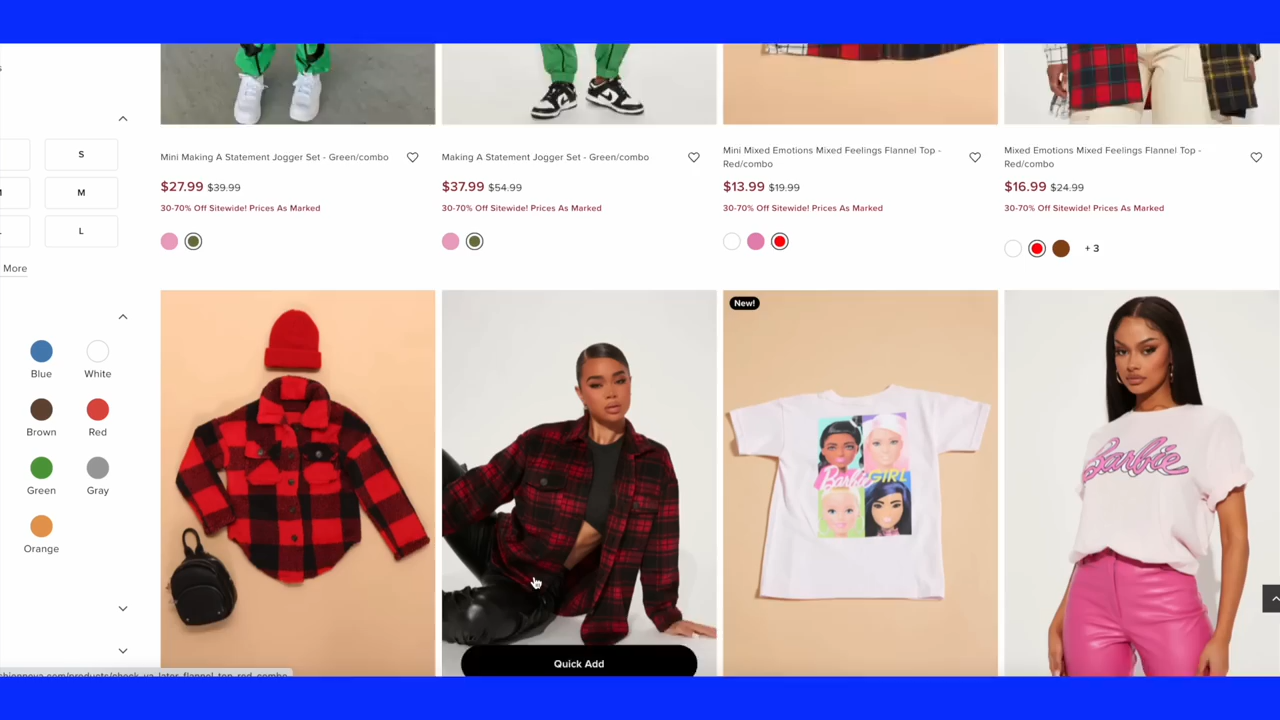 S
M
L
More
Blue
White
Brown
Red
Green
Gray
Orange
Mini Making A Statement Jogger Set - Green/combo
$27.99 $39.99
30-70% Off Sitewide! Prices As Marked
Making A Statement Jogger Set - Green/combo
$37.99 $54.99
30-70% Off Sitewide! Prices As Marked
Mini Mixed Emotions Mixed Feelings Flannel Top -
Red/combo
$13.99 $19.99
30-70% Off Sitewide! Prices As Marked
Mixed Emotions Mixed Feelings Flannel Top -
Red/combo
$16.99 $24.99
30-70% Off Sitewide! Prices As Marked
+ 3
Quick Add
New!
Barbie GIRL
Barbie